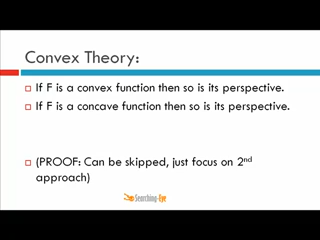 Convex Theory:
If F is a convex function then so is its perspective.
If F is a concave function then so is its perspective.
(PROOF: Can be skipped, just focus on 2nd
approach)
Searching-Eye